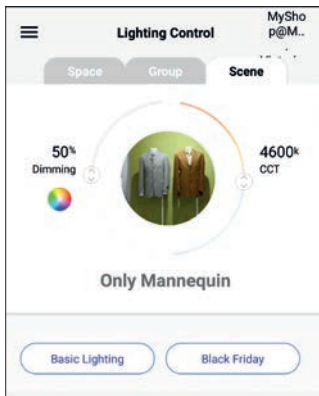 Lighting Control
MySho
p@M..
Space
Group
Scene
50%
Dimming
4600k
CCT
Only Mannequin
Basic Lighting
Black Friday